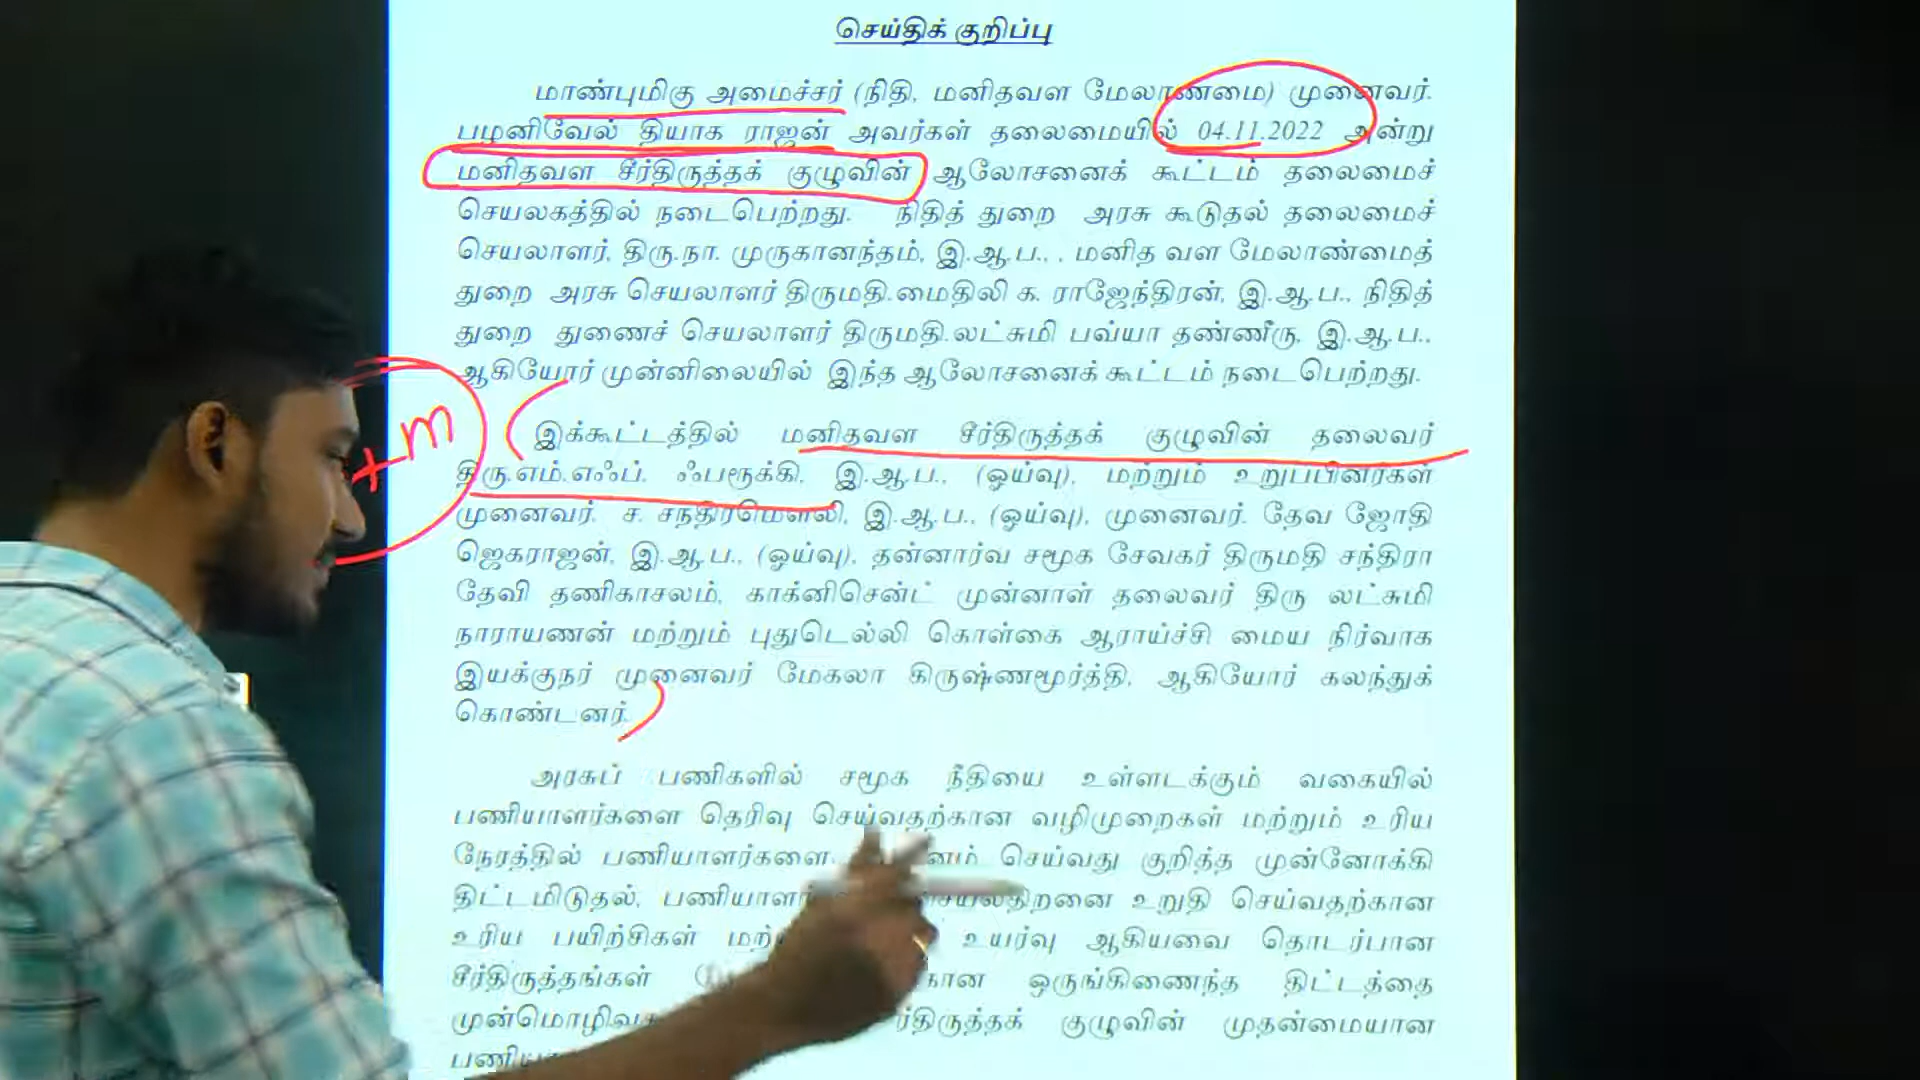 செய்திக் குறிப்பு
மாண்புமிகு அமைச்சர் (நிதி, மனிதவள மேலாண்மை) முனைவர்.
பழனிவேல் தியாக ராஜன் அவர்கள் தலைமையில் 04.11.2022 அன்று
மனிதவள சீர்திருத்தக் குழுவின் ஆலோசனைக் கூட்டம் தலைமைச்
செயலகத்தில் நடைபெற்றது. நிதித் துறை அரசு கூடுதல் தலைமைச்
செயலாளர், திரு.நா. முருகானந்தம், இ.ஆ.ப., , மனித வள மேலாண்மைத்
துறை அரசு செயலாளர் திருமதி.மைதிலி க. ராஜேந்திரன், இ.ஆ.ப., நிதித்
துறை துணைச் செயலாளர் திருமதி.லட்சுமி பவ்யா தண்ணீரு, இ.ஆ.ப.,
ஆகியோர் முன்னிலையில் இந்த ஆலோசனைக் கூட்டம் நடைபெற்றது.
+m
இக்கூட்டத்தில் மனிதவள சீர்திருத்தக் குழுவின் தலைவர்
திரு.எம்.எஃப். ஃபரூக்கி, இ.ஆ.ப., (ஓய்வு), மற்றும் உறுப்பினர்கள்
முனைவர். ச. சந்திரமௌலி, இ.ஆ.ப., (ஓய்வு), முனைவர். தேவ ஜோதி
ஜெகராஜன், இ.ஆ.ப., (ஓய்வு), தன்னார்வ சமூக சேவகர் திருமதி சந்திரா
தேவி தணிகாசலம், காக்னிசென்ட் முன்னாள் தலைவர் திரு லட்சுமி
நாராயணன் மற்றும் புதுடெல்லி கொள்கை ஆராய்ச்சி மைய நிர்வாக
இயக்குநர் முனைவர் மேகலா கிருஷ்ணமூர்த்தி, ஆகியோர் கலந்துக்
கொண்டனர்.
அரசுப் பணிகளில் சமூக நீதியை உள்ளடக்கும் வகையில்
பணியாளர்களை தெரிவு செய்வதற்கான வழிமுறைகள் மற்றும் உரிய
நேரத்தில் பணியாளர்களை செய்வது குறித்த முன்னோக்கி
திட்டமிடுதல், உறுதி செய்வதற்கான
உரிய பயிற்சிகள் உயர்வு ஆகியவை தொடர்பான
சீர்திருத்தங்கள் ஒருங்கிணைந்த திட்டத்தை
குழுவின் முதன்மையான